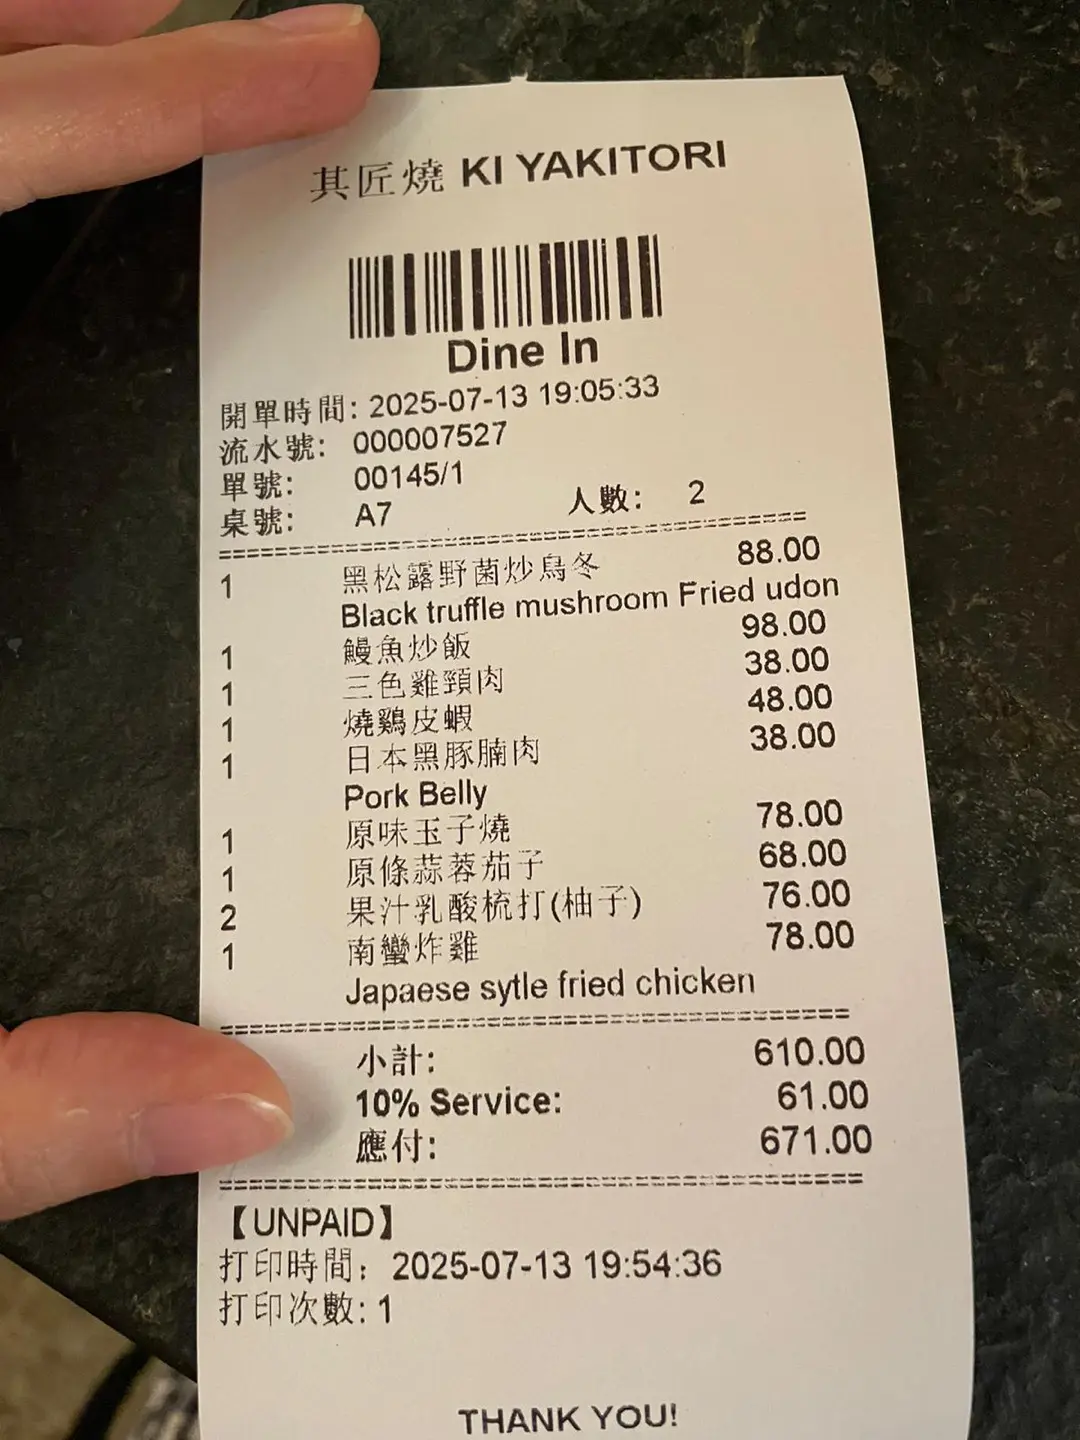 其匠燒 KI YAKITORI
Dine In
開單時間: 2025-07-13 19:05:33
流水號: 000007527
單號: 00145/1
桌號: A7 人數: 2
1 黑松露野菌炒烏冬 88.00
Black truffle mushroom Fried udon
1 鰻魚炒飯 98.00
1 三色雞頸肉 38.00
1 燒鷄皮蝦 48.00
1 日本黑豚腩肉 38.00
Pork Belly
1 原味玉子燒 78.00
1 原條蒜蓉茄子 68.00
2 果汁乳酸梳打(柚子) 76.00
1 南蠻炸雞 78.00
Japaese sytle fried chicken
小計: 610.00
10% Service: 61.00
應付: 671.00
【UNPAID】
打印時間: 2025-07-13 19:54:36
打印次數: 1
THANK YOU!